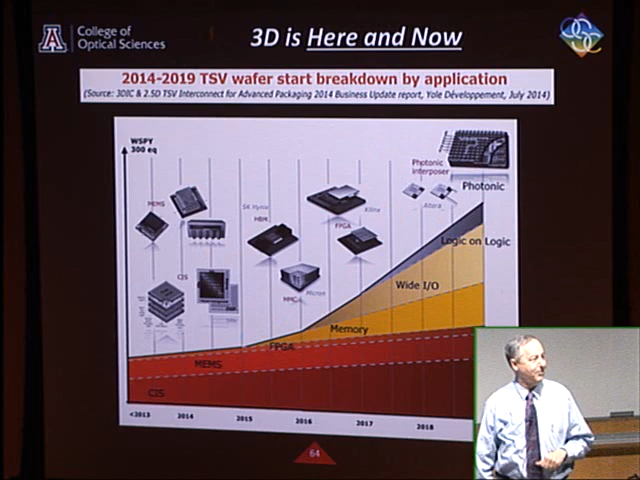 College of
Optical Sciences
3D is Here and Now
2014-2019 TSV wafer start breakdown by application
(Source: 3DIC & 2.5D TSV Interconnect for Advanced Packaging 2014 Business Update report, Yole Développement, July 2014)
WSPY
300 eq
Photonic
interposer
Photonic
MEMS
SK Hynix
HBM
Xilinx
FPGA
Altera
Logic on Logic
CIS
Micron
Wide I/O
Memory
FPGA
MEMS
CIS
<2013
2014
2015
2016
2017
2018
64